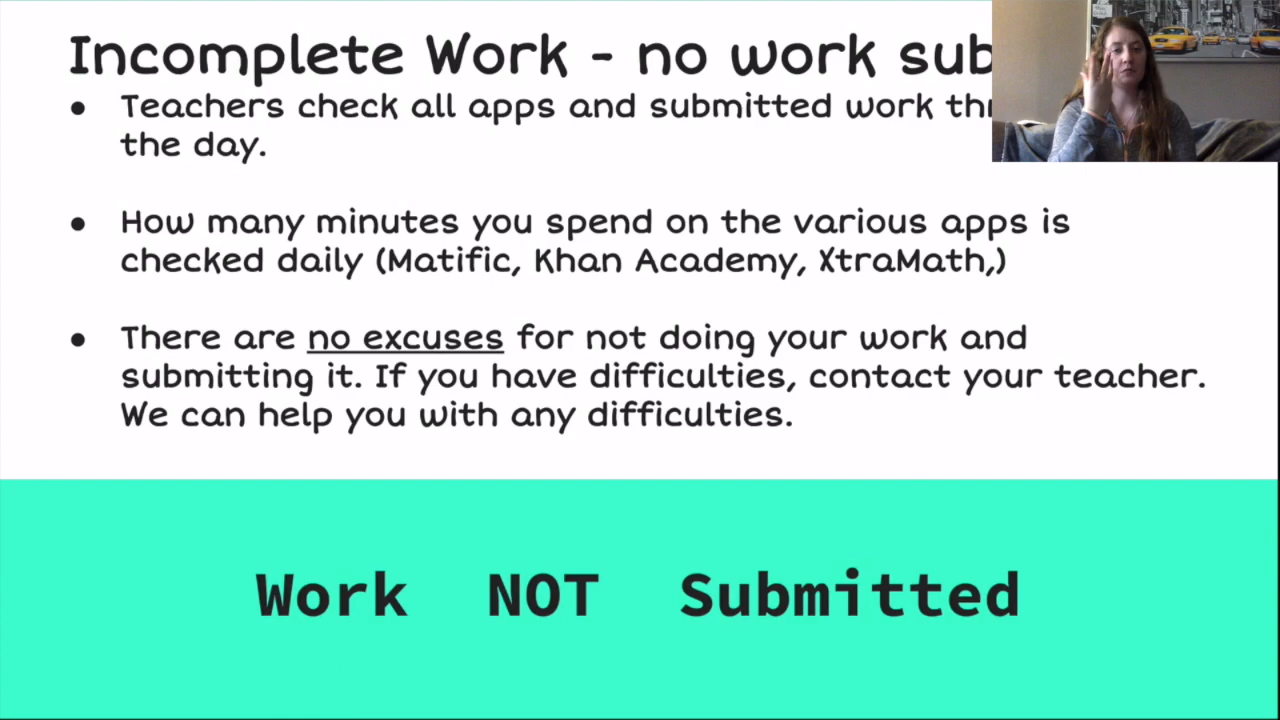 Incomplete Work - no work sub
● Teachers check all apps and submitted work
the day.
● How many minutes you spend on the various apps is
checked daily (Matific, Khan Academy, XtraMath,)
● There are no excuses for not doing your work and
submitting it. If you have difficulties, contact your teacher.
We can help you with any difficulties.
Work NOT Submitted